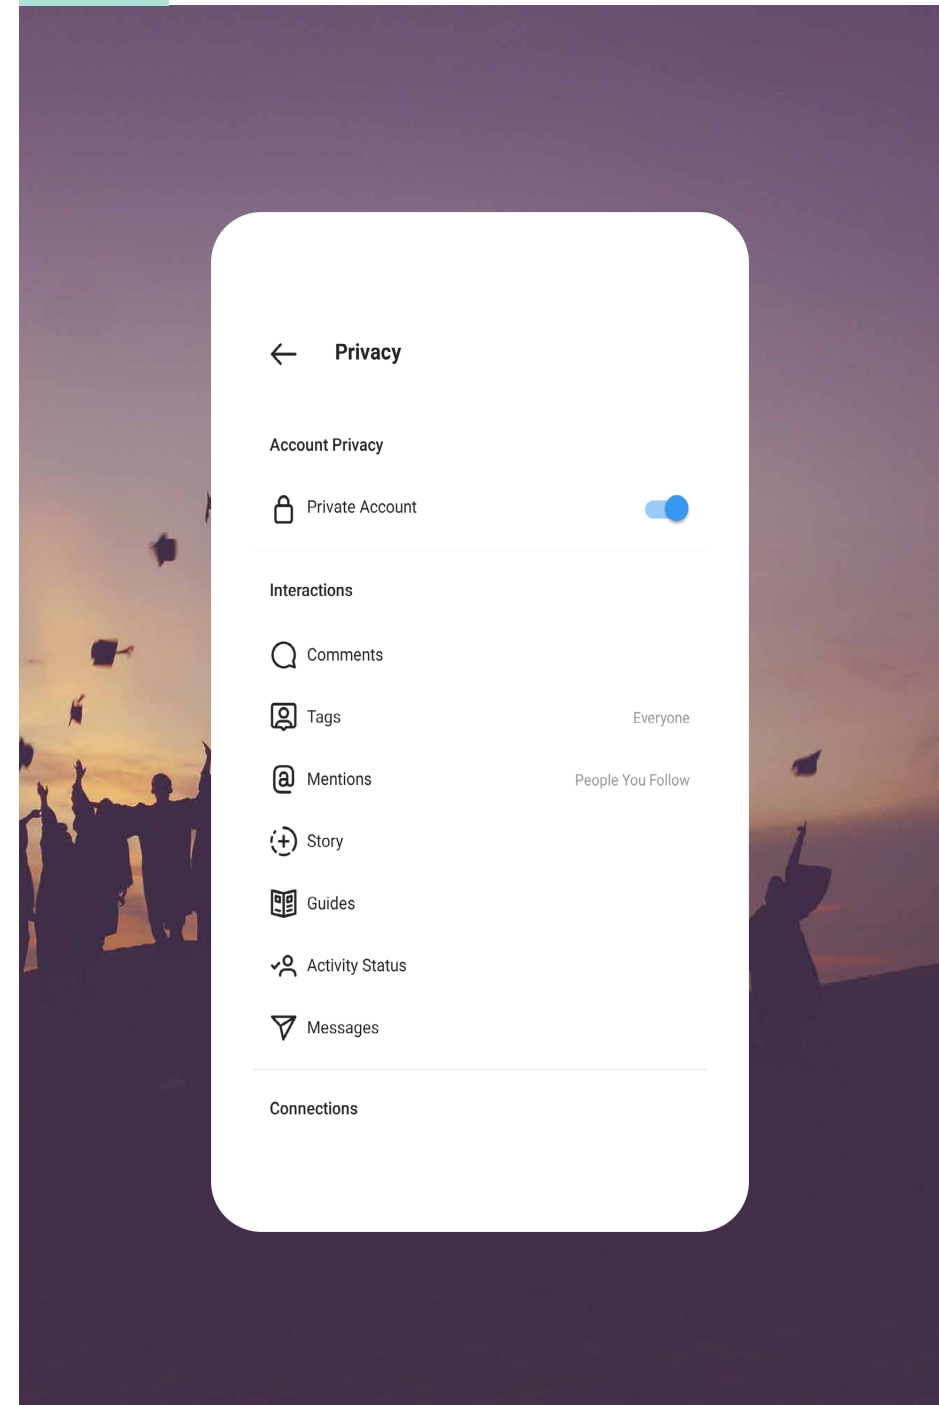 Privacy
Account Privacy
Private Account
Interactions
Comments
Tags Everyone
Mentions People You Follow
Story
Guides
Activity Status
Messages
Connections